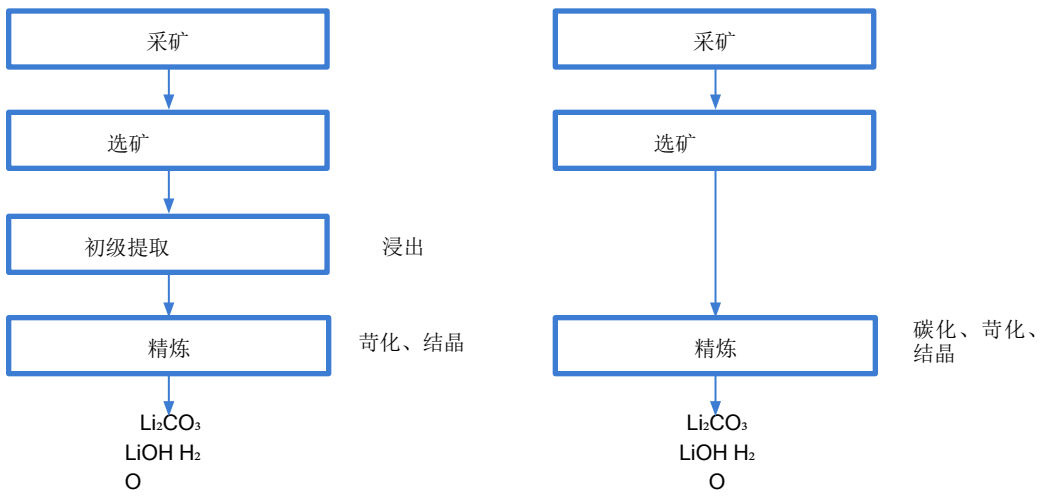 采矿
选矿
初级提取
浸出
精炼
苛化、结晶
Li₂CO₃
LiOH H₂
O
采矿
选矿
精炼
碳化、苛化、
结晶
Li₂CO₃
LiOH H₂
O